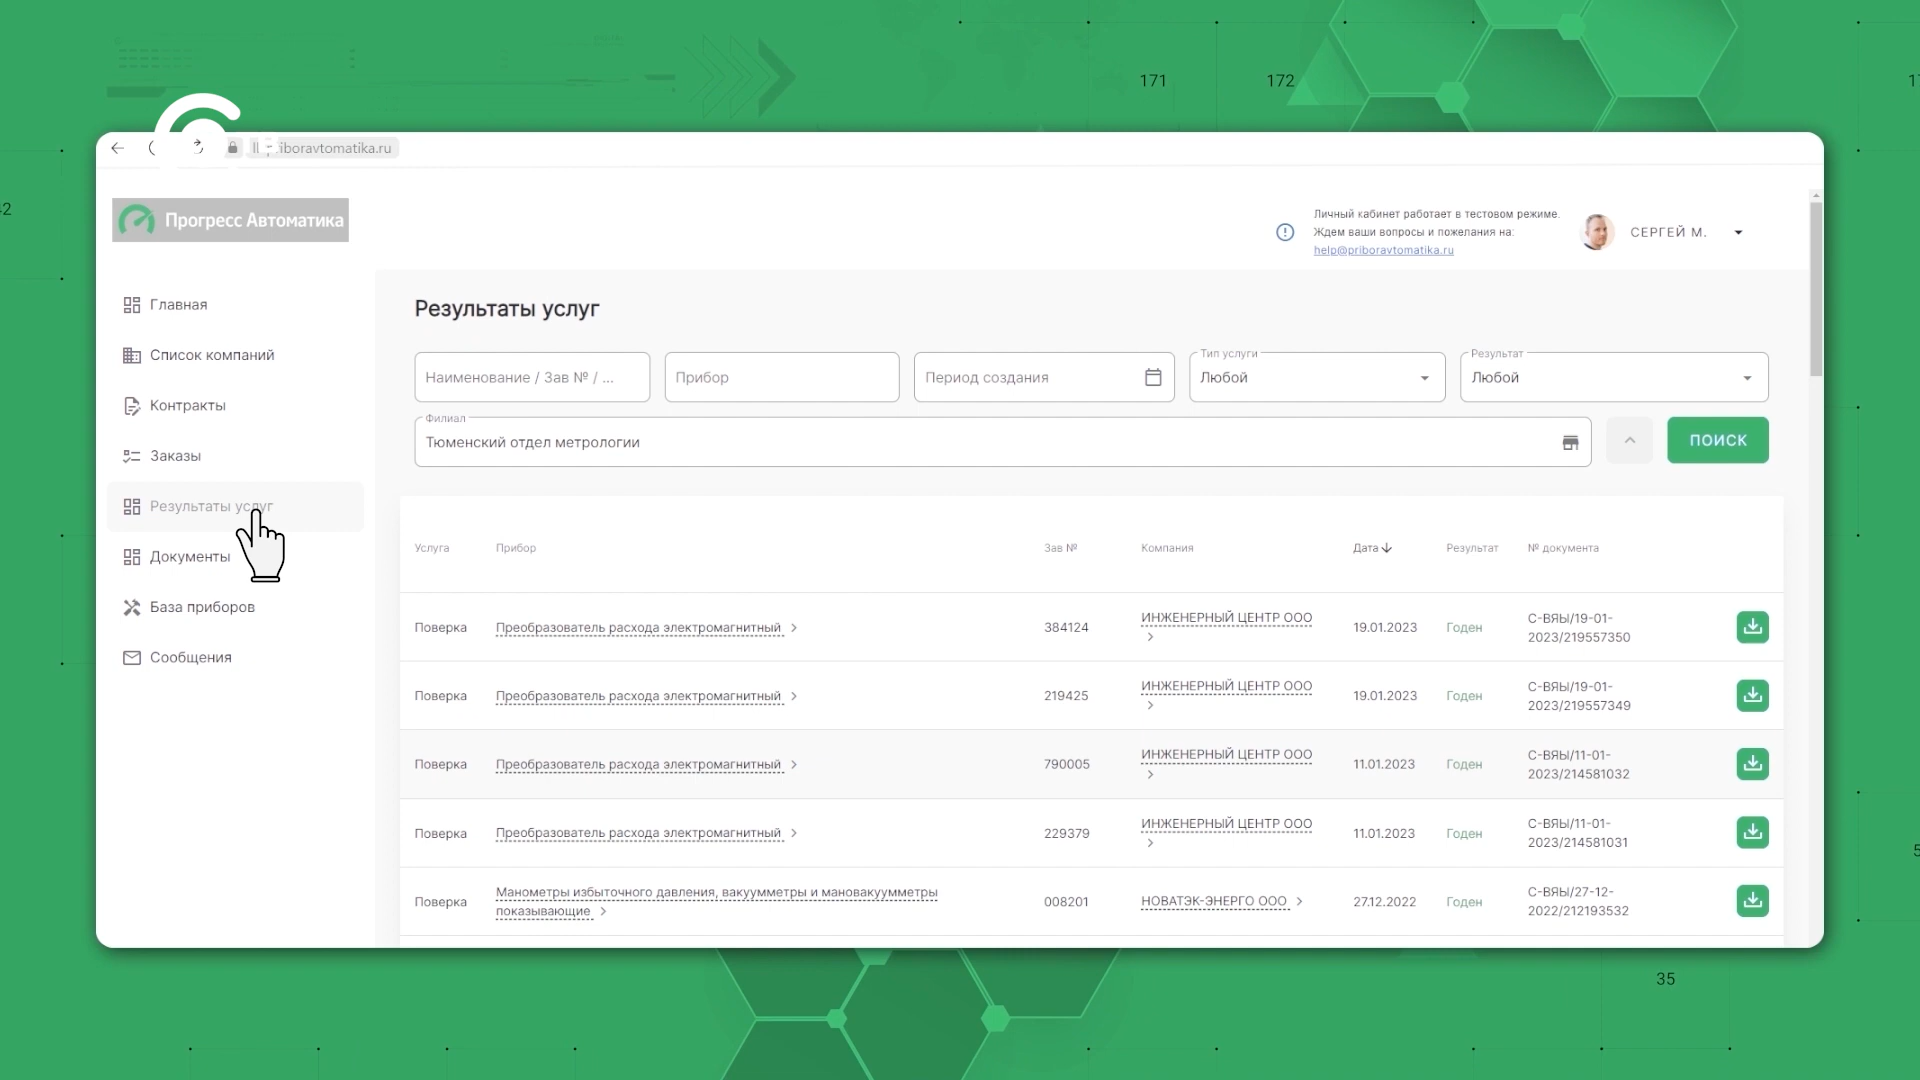 171
172
iboravtomatika.ru
Прогресс Автоматика
Личный кабинет работает в тестовом режиме.
Ждем ваши вопросы и пожелания на:
help@priboravtomatika.ru
СЕРГЕЙ М.
Главная
Список компаний
Контракты
Заказы
Результаты услуг
Документы
База приборов
Сообщения
Результаты услуг
Наименование / Зав № / ...
Прибор
Период создания
Тип услуги
Любой
Результат
Любой
Филиал
Тюменский отдел метрологии
ПОИСК
Услуга Прибор Зав № Компания Дата Результат № документа
Поверка Преобразователь расхода электромагнитный 384124 ИНЖЕНЕРНЫЙ ЦЕНТР ООО 19.01.2023 Годен С-ВЯЫ/19-01-
2023/219557350
Поверка Преобразователь расхода электромагнитный 219425 ИНЖЕНЕРНЫЙ ЦЕНТР ООО 19.01.2023 Годен С-ВЯЫ/19-01-
2023/219557349
Поверка Преобразователь расхода электромагнитный 790005 ИНЖЕНЕРНЫЙ ЦЕНТР ООО 11.01.2023 Годен С-ВЯЫ/11-01-
2023/214581032
Поверка Преобразователь расхода электромагнитный 229379 ИНЖЕНЕРНЫЙ ЦЕНТР ООО 11.01.2023 Годен С-ВЯЫ/11-01-
2023/214581031
Поверка Манометры избыточного давления, вакуумметры и мановакуумметры
показывающие 008201 НОВАТЭК-ЭНЕРГО ООО 27.12.2022 Годен С-ВЯЫ/27-12-
2022/212193532
35